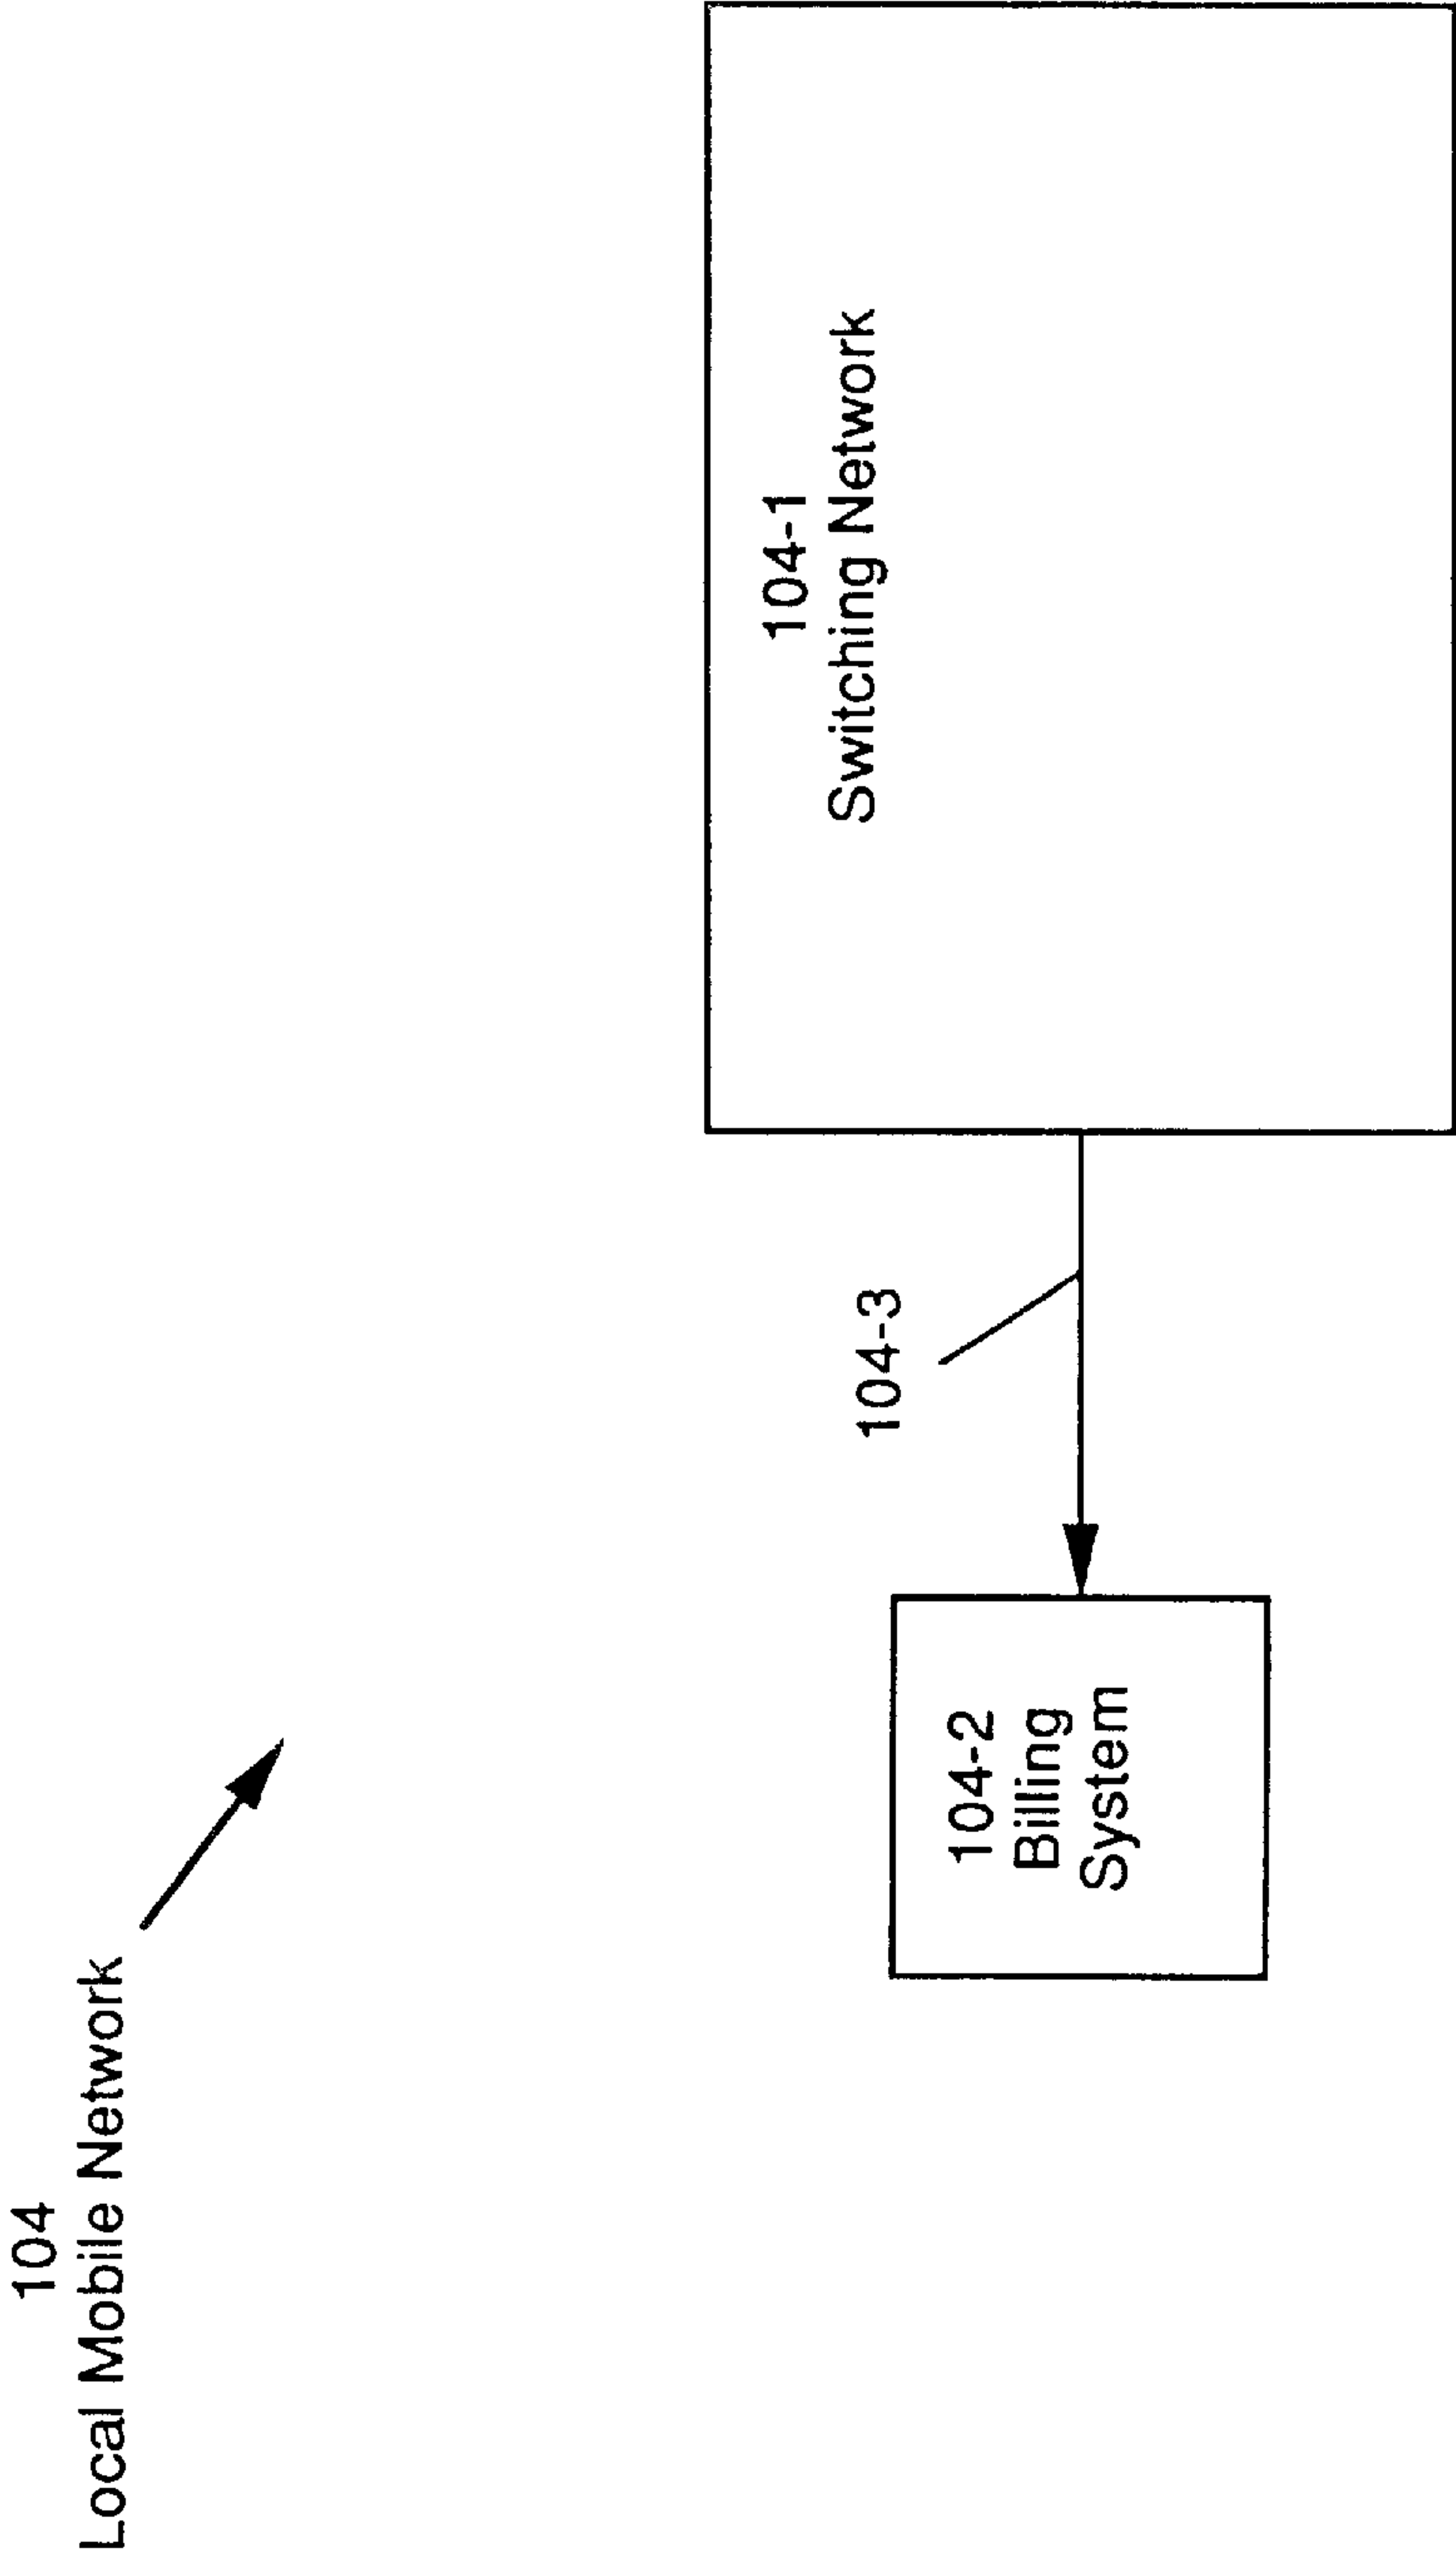 104
Local Mobile Network
104-2
Billing
System
104-3
104-1
Switching Network